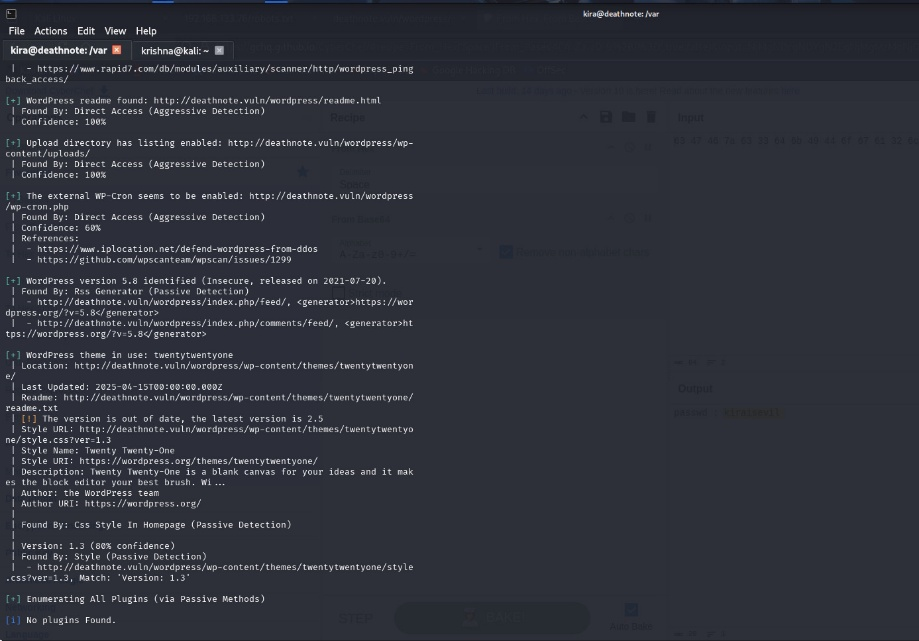 kira@deathnote: /var
File Actions Edit View Help
kira@deathnote: /var krishna@kali: ~
| - https://www.rapid7.com/db/modules/auxiliary/scanner/http/wordpress_ping
back_access/
[+] WordPress readme found: http://deathnote.vuln/wordpress/readme.html
| Found By: Direct Access (Aggressive Detection)
| Confidence: 100%
[+] Upload directory has listing enabled: http://deathnote.vuln/wordpress/wp-
content/uploads/
| Found By: Direct Access (Aggressive Detection)
| Confidence: 100%
[+] The external WP-Cron seems to be enabled: http://deathnote.vuln/wordpress
/wp-cron.php
| Found By: Direct Access (Aggressive Detection)
| Confidence: 60%
| References:
| - https://www.iplocation.net/defend-wordpress-from-ddos
| - https://github.com/wpscanteam/wpscan/issues/1299
[+] WordPress version 5.8 identified (Insecure, released on 2021-07-20).
| Found By: Rss Generator (Passive Detection)
| - http://deathnote.vuln/wordpress/index.php/feed/, <generator>https://wor
dpress.org/?v=5.8</generator>
| - http://deathnote.vuln/wordpress/index.php/comments/feed/, <generator>ht
tps://wordpress.org/?v=5.8</generator>
[+] WordPress theme in use: twentytwentyone
| Location: http://deathnote.vuln/wordpress/wp-content/themes/twentytwentyon
e/
| Last Updated: 2025-04-15T00:00:00.000Z
| Readme: http://deathnote.vuln/wordpress/wp-content/themes/twentytwentyone/
readme.txt
| [!] The version is out of date, the latest version is 2.5
| Style URL: http://deathnote.vuln/wordpress/wp-content/themes/twentytwentyo
ne/style.css?ver=1.3
| Style Name: Twenty Twenty-One
| Style URI: https://wordpress.org/themes/twentytwentyone/
| Description: Twenty Twenty-One is a blank canvas for your ideas and it mak
es the block editor your best brush. Wi...
| Author: the WordPress team
| Author URI: https://wordpress.org/
|
| Found By: Css Style In Homepage (Passive Detection)
|
| Version: 1.3 (80% confidence)
| Found By: Style (Passive Detection)
| - http://deathnote.vuln/wordpress/wp-content/themes/twentytwentyone/style
.css?ver=1.3, Match: 'Version: 1.3'
[+] Enumerating All Plugins (via Passive Methods)
[i] No plugins Found.
Recipe
Input
Output
STEP